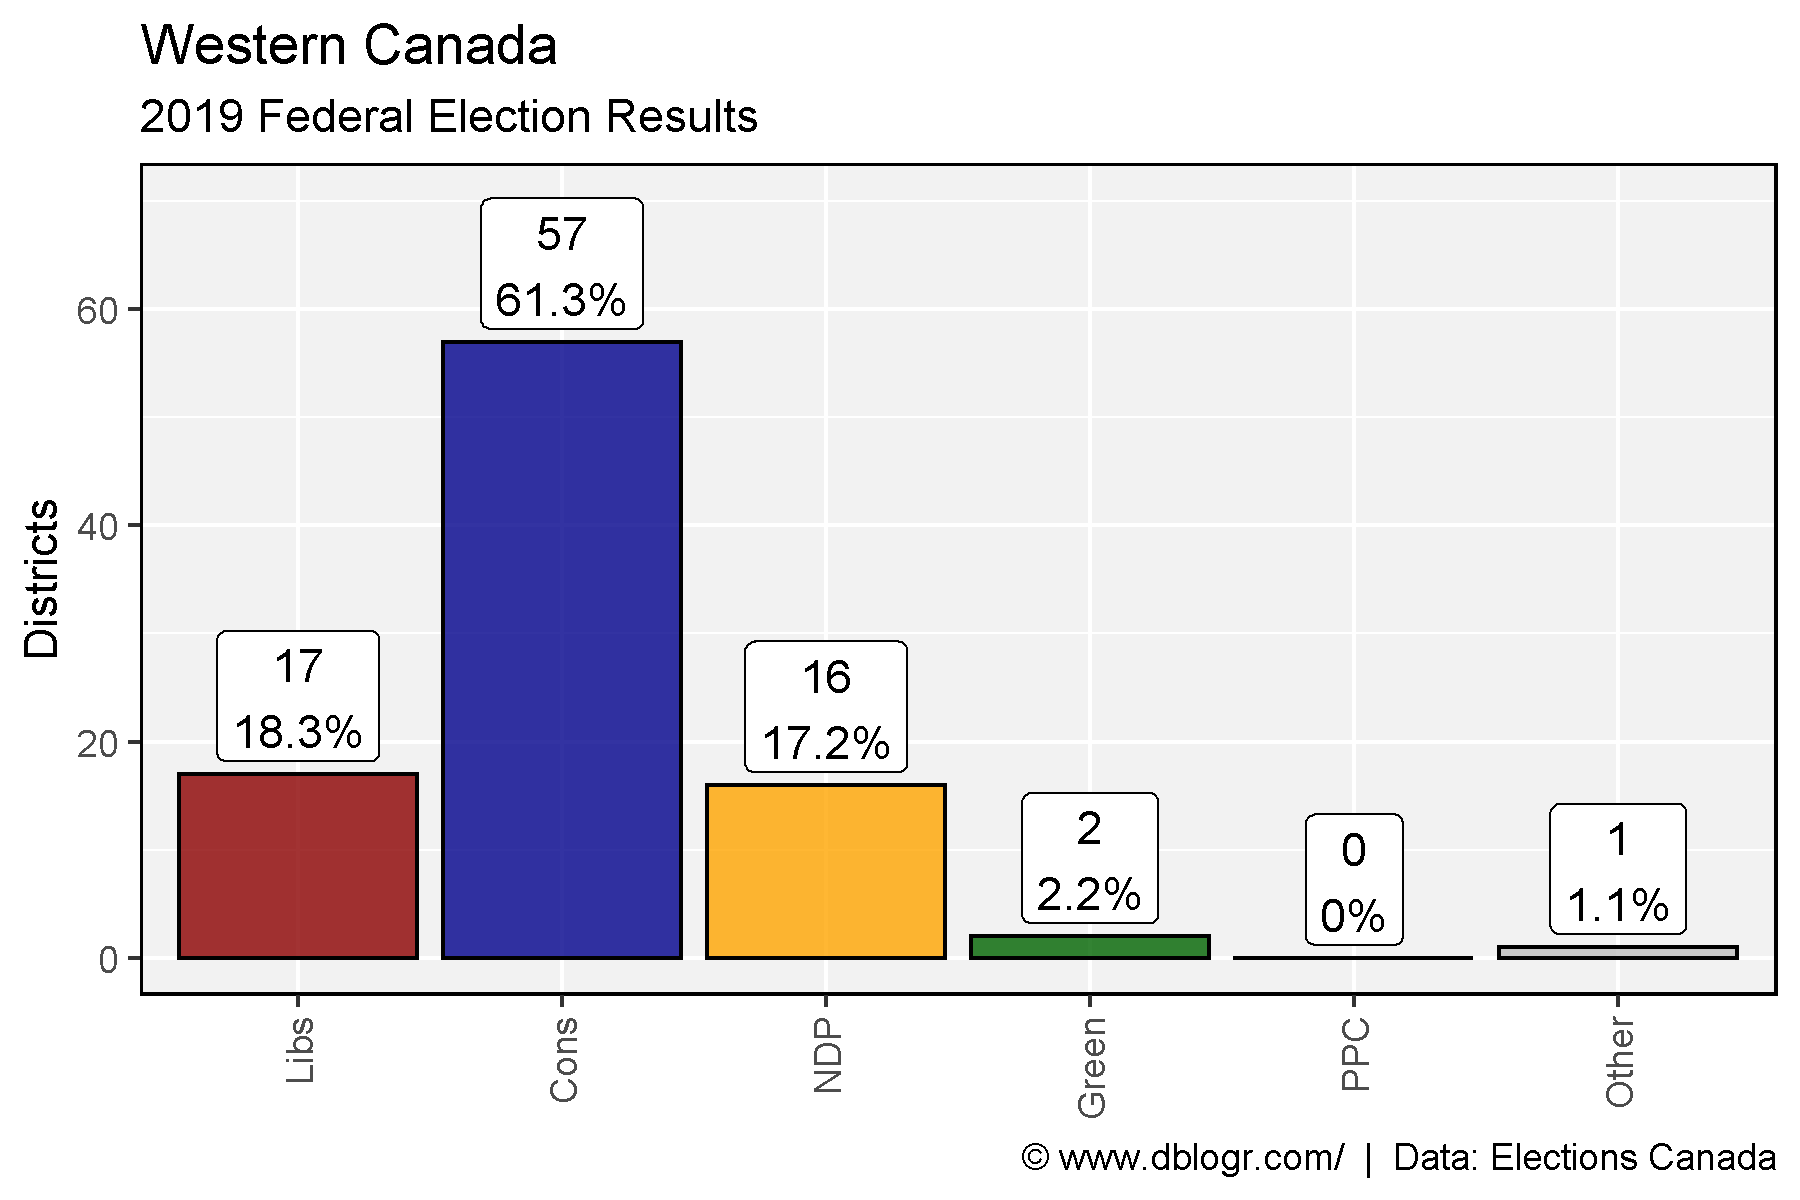 Western Canada
2019 Federal Election Results
Districts
60
40
20
0
57
61.3%
17
18.3%
16
17.2%
2
2.2%
0
0%
1
1.1%
Libs
Cons
NDP
Green
PPC
Other
© www.dblogr.com/ | Data: Elections Canada